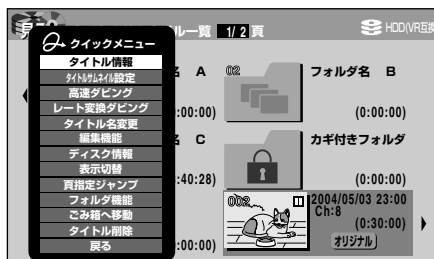 ル一覧 1/2 頁
HDD(VR互換
クイックメニュー
タイトル情報
タイトルサムネイル設定
高速ダビング
レート変換ダビング
タイトル名変更
編集機能
ディスク情報
表示切替
頁指定ジャンプ
フォルダ機能
ごみ箱へ移動
タイトル削除
戻る
A
:00:00)
02
フォルダ名 B
(0:00:00)
C
:40:28)
カギ付きフォルダ
(0:00:00)
:00:00)
002
2004/05/03 23:00
Ch:8
(0:30:00)
オリジナル